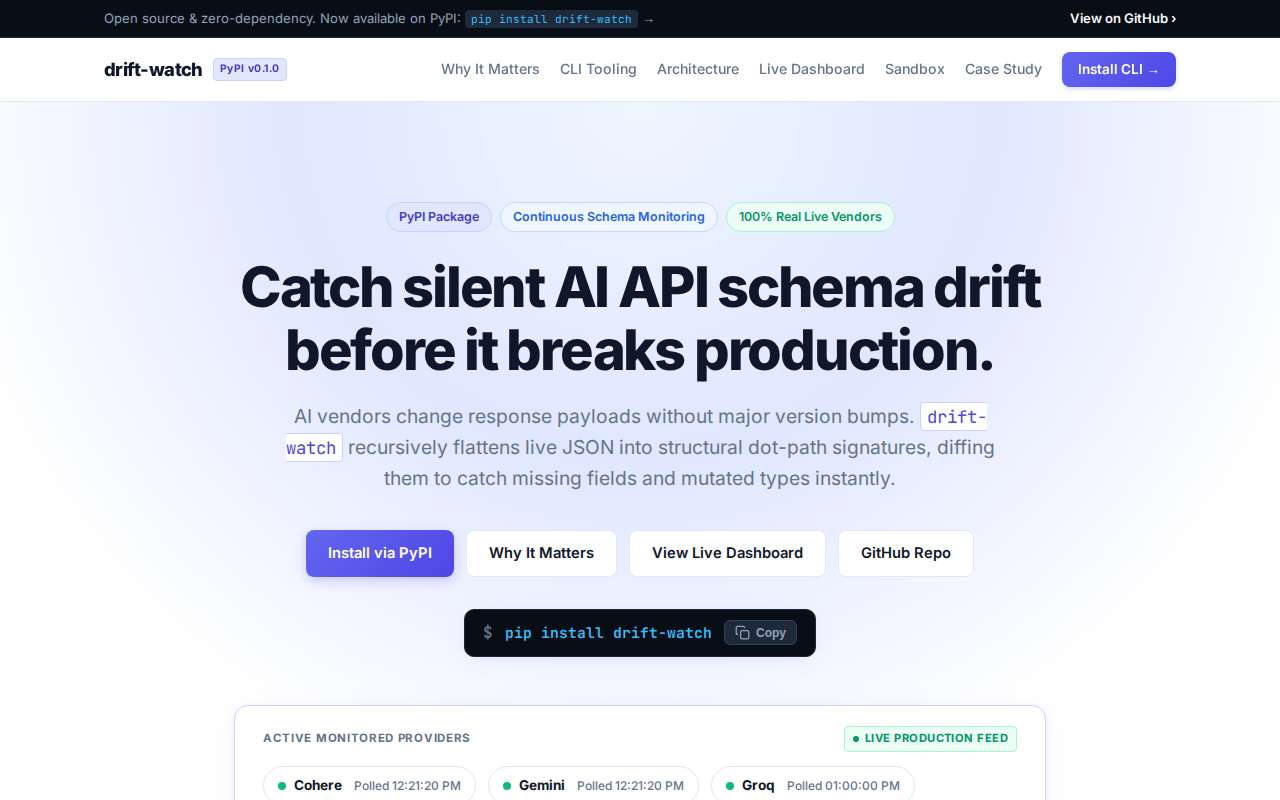 Open source & zero-dependency. Now available on PyPI: pip install drift-watch →
View on GitHub ›
drift-watch PyPI v0.1.0
Why It Matters CLI Tooling Architecture Live Dashboard Sandbox Case Study Install CLI →
PyPI Package Continuous Schema Monitoring 100% Real Live Vendors
Catch silent AI API schema drift
before it breaks production.
AI vendors change response payloads without major version bumps. drift-
watch recursively flattens live JSON into structural dot-path signatures, diffing
them to catch missing fields and mutated types instantly.
Install via PyPI Why It Matters View Live Dashboard GitHub Repo
$ pip install drift-watch Copy
ACTIVE MONITORED PROVIDERS
LIVE PRODUCTION FEED
Cohere Polled 12:21:20 PM Gemini Polled 12:21:20 PM Groq Polled 01:00:00 PM